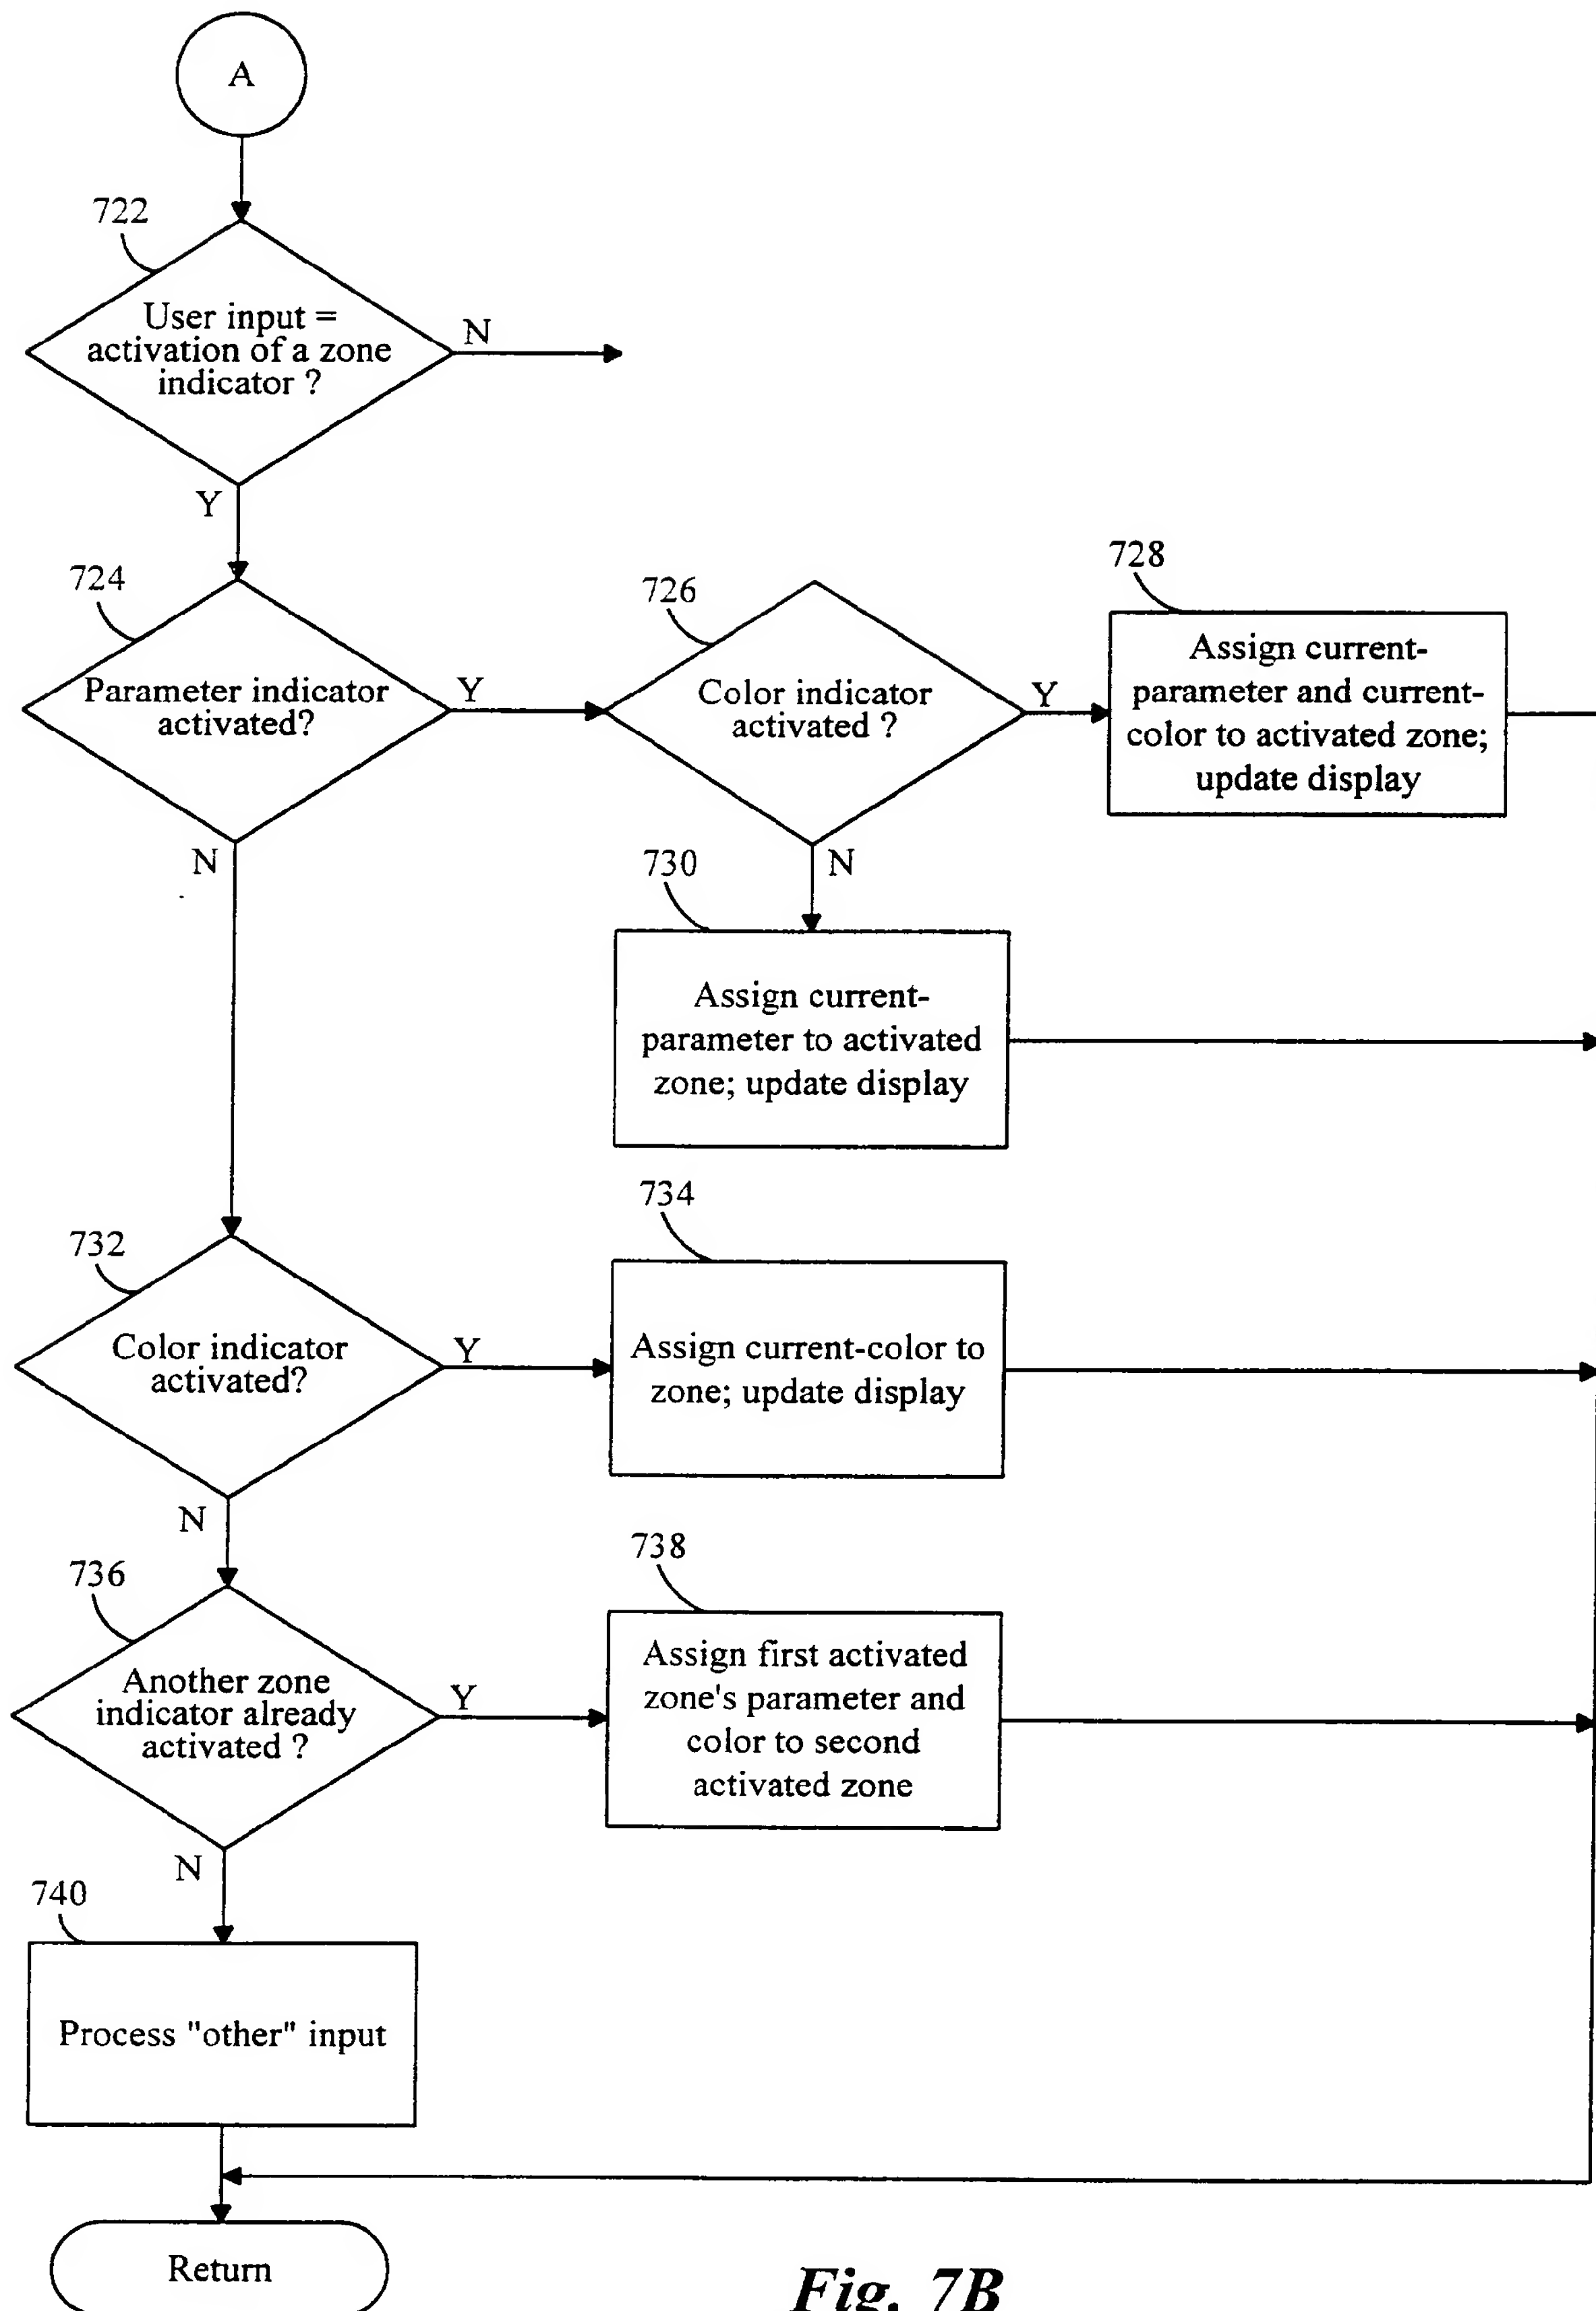 A
722
User input =
activation of a zone
indicator ?
N
Y
724
Parameter indicator
activated?
Y
N
726
Color indicator
activated ?
Y
N
728
Assign current-
parameter and current-
color to activated zone;
update display
730
Assign current-
parameter to activated
zone; update display
732
Color indicator
activated?
Y
N
734
Assign current-color to
zone; update display
736
Another zone
indicator already
activated ?
Y
N
738
Assign first activated
zone's parameter and
color to second
activated zone
740
Process "other" input
Return
Fig. 7B